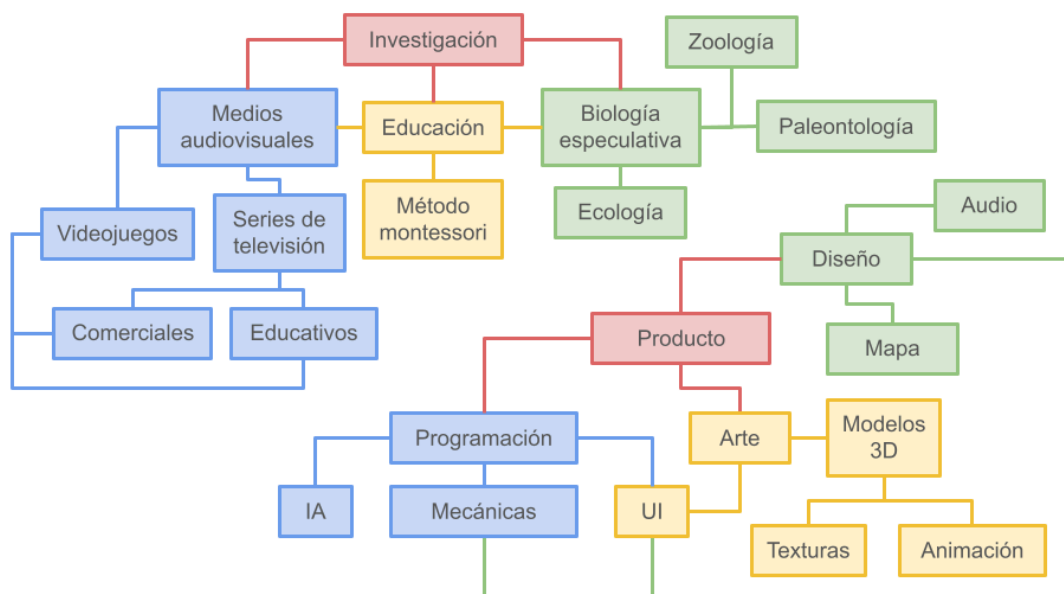 Investigación
Zoología
Medios
audiovisuales
Educación
Biología
especulativa
Paleontología
Videojuegos
Series de
televisión
Método
montessori
Ecología
Audio
Diseño
Comerciales
Educativos
Producto
Mapa
Programación
Arte
Modelos
3D
IA
Mecánicas
UI
Texturas
Animación